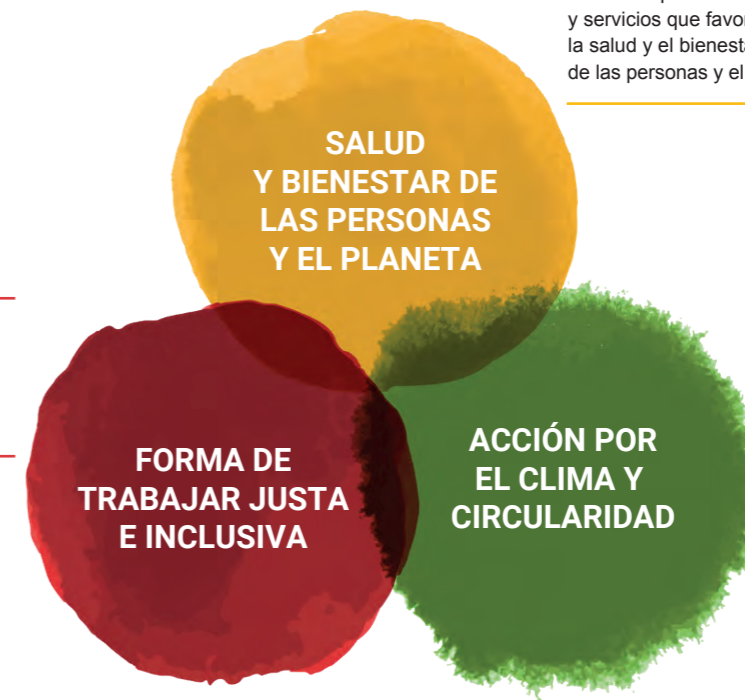 y servicios que favor
la salud y el bienesta
de las personas y el
SALUD
Y BIENESTAR DE
LAS PERSONAS
Y EL PLANETA
FORMA DE
TRABAJAR JUSTA
E INCLUSIVA
ACCIÓN POR
EL CLIMA Y
CIRCULARIDAD